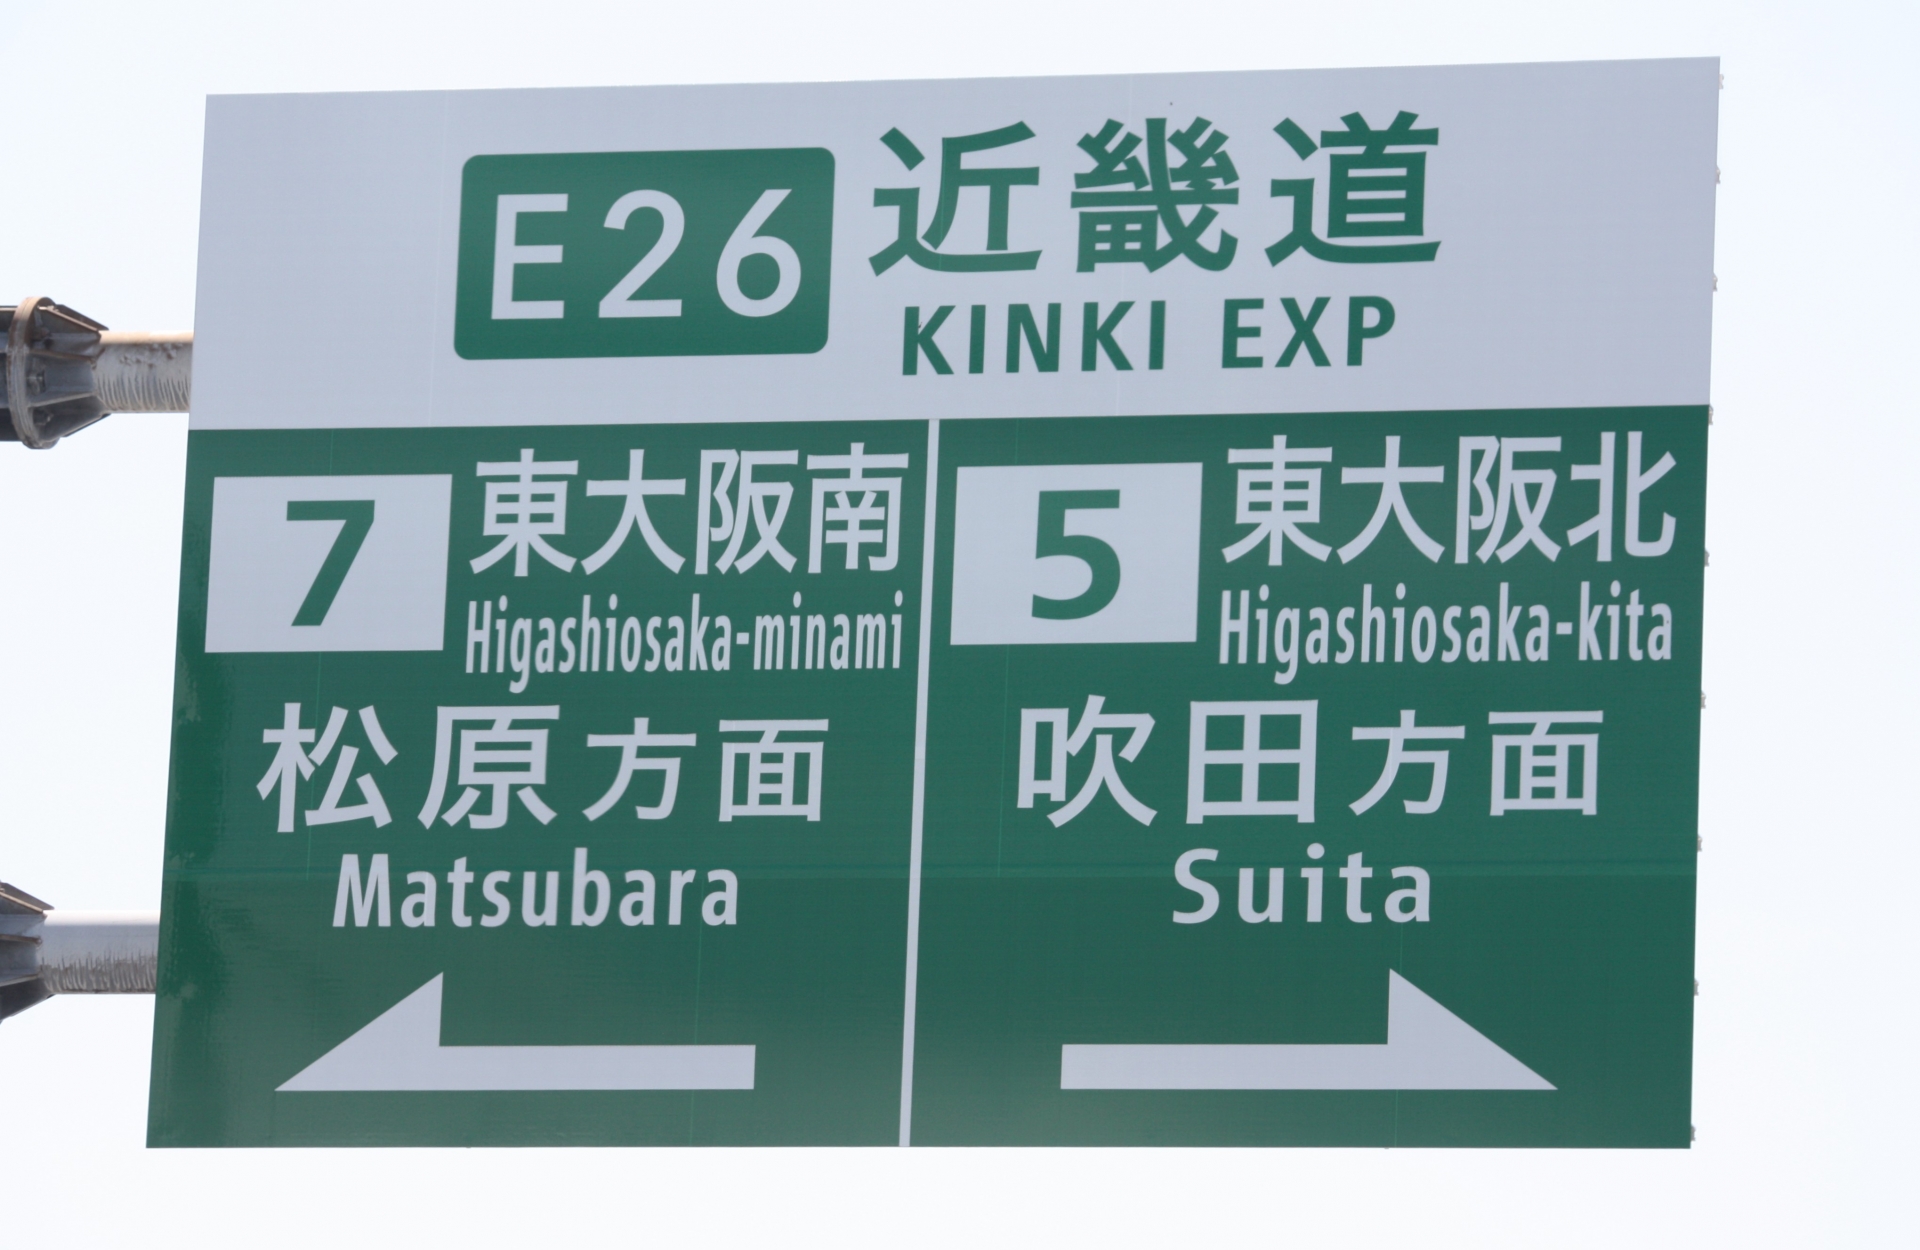 E26 近畿道
KINKI EXP
7 東大阪南
Higashiosaka-minami
松原方面
Matsubara
5 東大阪北
Higashiosaka-kita
吹田方面
Suita